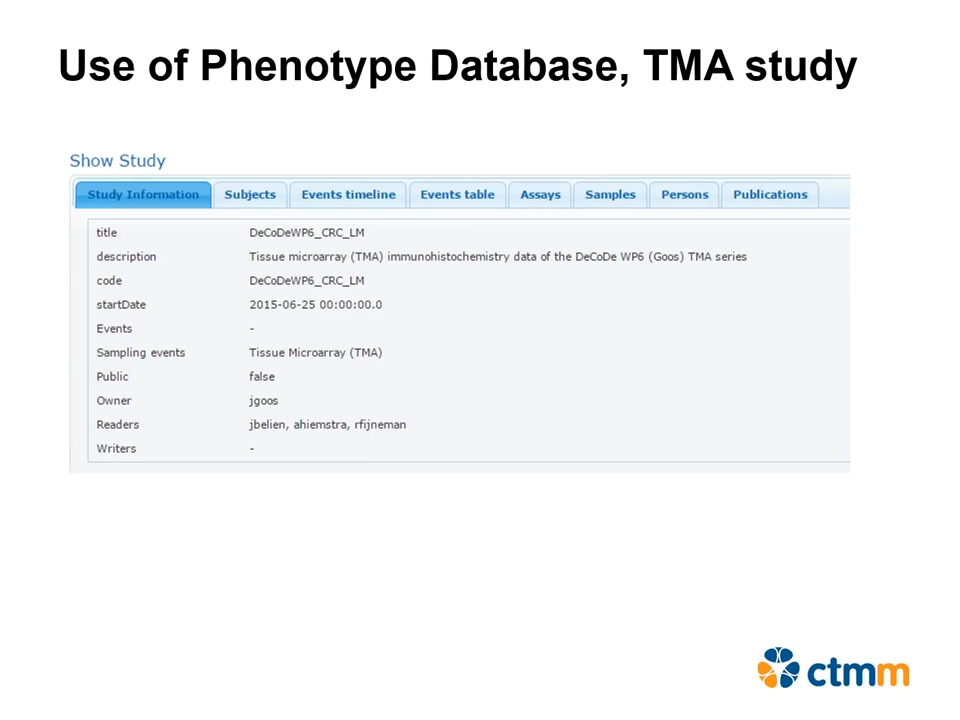 Use of Phenotype Database, TMA study
Show Study
Study Information Subjects Events timeline Events table Assays Samples Persons Publications
title DeCoDeWP6_CRC_LM
description Tissue microarray (TMA) immunohistochemistry data of the DeCoDe WP6 (Goos) TMA series
code DeCoDeWP6_CRC_LM
startDate 2015-06-25 00:00:00.0
Events -
Sampling events Tissue Microarray (TMA)
Public false
Owner jgoos
Readers jbelien, ahiemstra, rfijneman
Writers -
ctmm